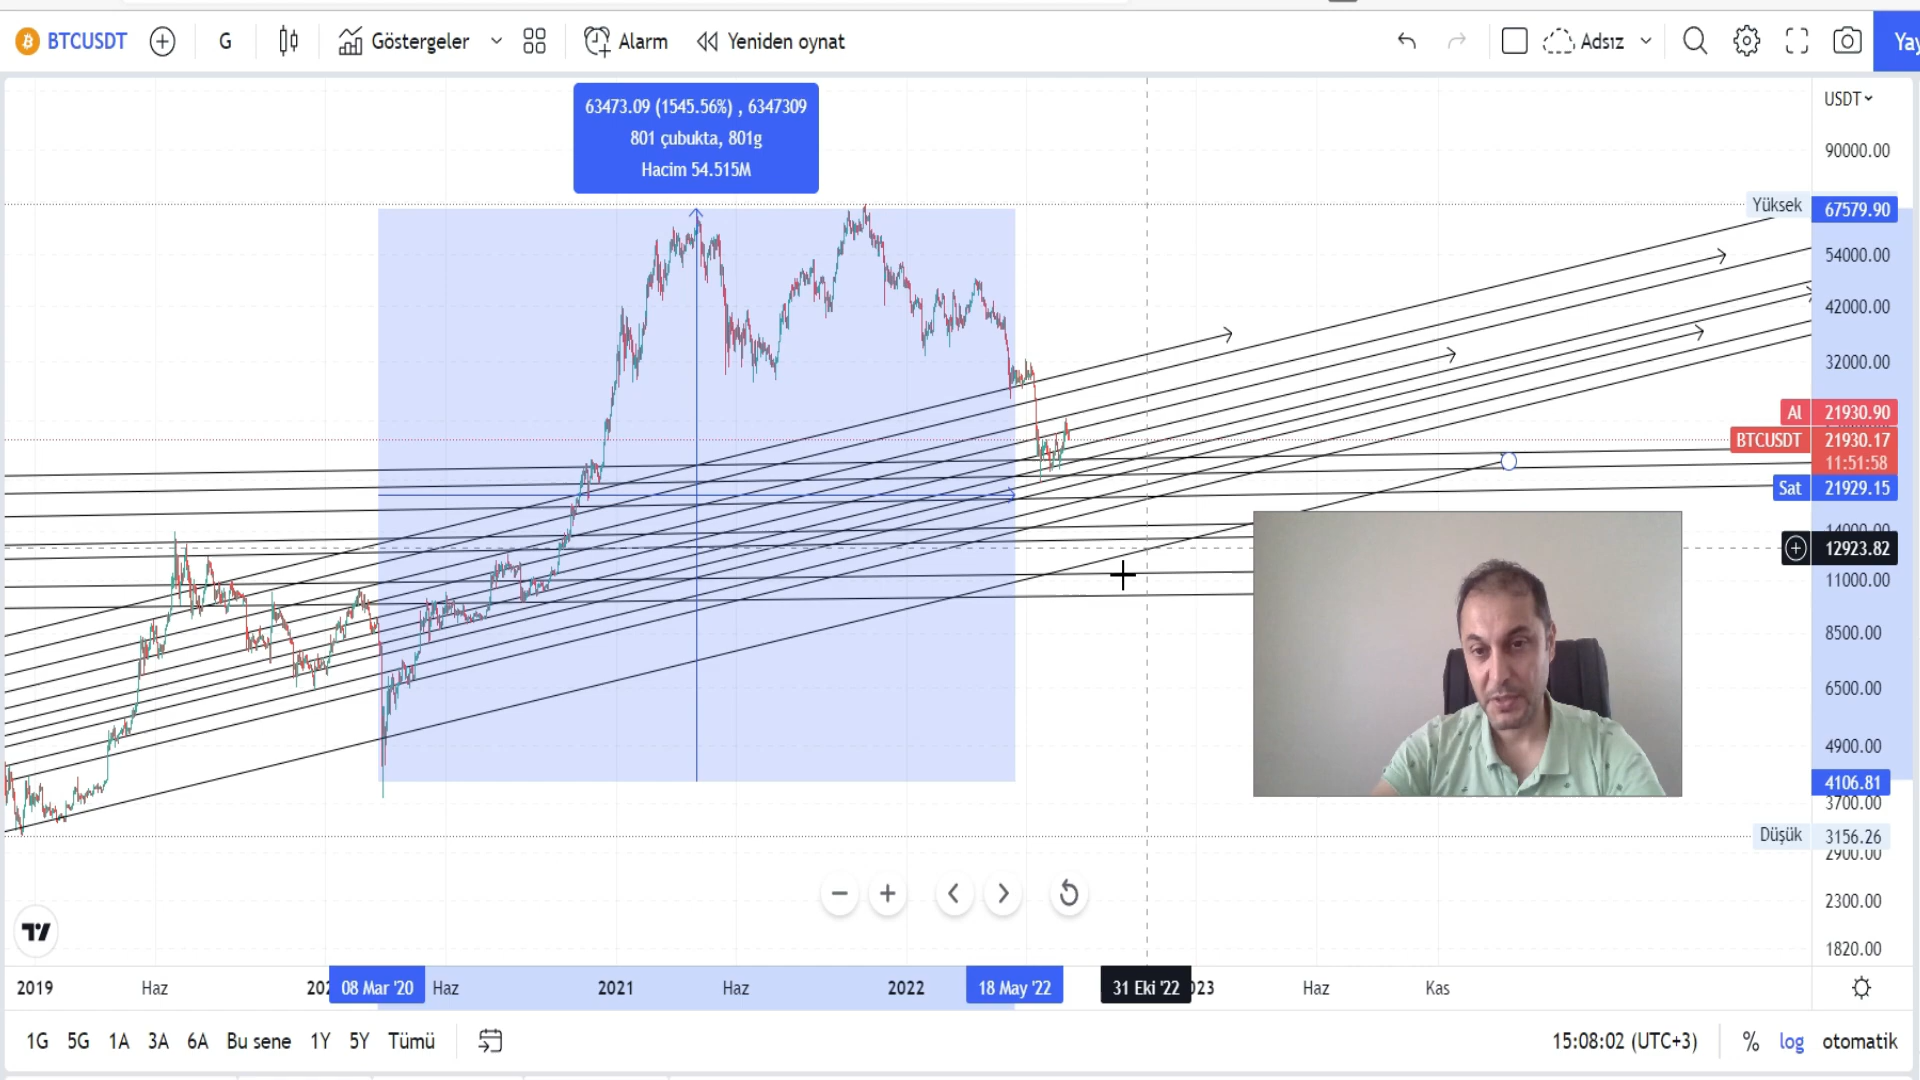 BTCUSDT
G
Göstergeler
Alarm
Yeniden oynat
Adsız
63473.09 (1545.56%) , 6347309
801 çubukta, 801g
Hacim 54.515M
USDT
90000.00
Yüksek 67579.90
54000.00
42000.00
32000.00
Al 21930.90
BTCUSDT 21930.17
11:51:58
Sat 21929.15
14000.00
12923.82
11000.00
8500.00
6500.00
4900.00
4106.81
3700.00
Düşük 3156.26
2900.00
2300.00
1820.00
2019 Haz 08 Mar '20 Haz 2021 Haz 2022 18 May '22 31 Eki '22 Haz Kas
1G 5G 1A 3A 6A Bu sene 1Y 5Y Tümü
15:08:02 (UTC+3) % log otomatik